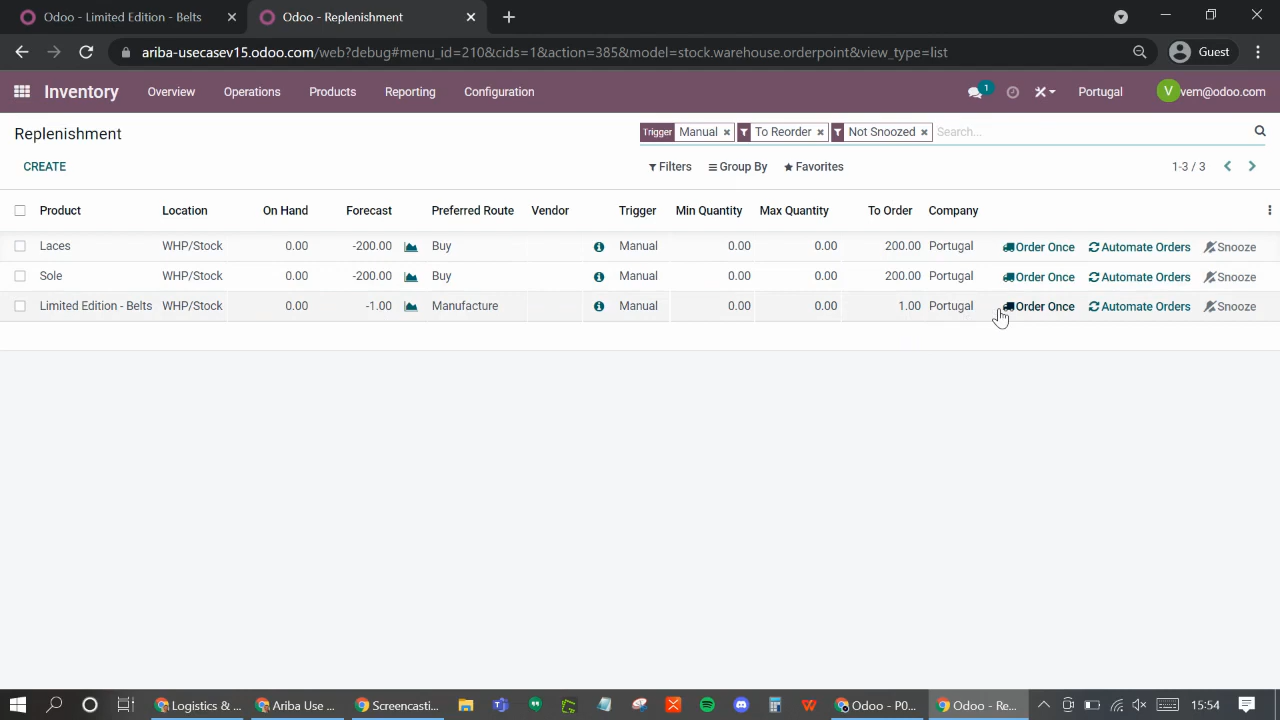 Odoo - Limited Edition - Belts
Odoo - Replenishment
ariba-usecasev15.odoo.com/web?debug#menu_id=210&cids=1&action=385&model=stock.warehouse.orderpoint&view_type=list
Guest
Inventory Overview Operations Products Reporting Configuration
1 Portugal V vem@odoo.com
Replenishment
Trigger Manual To Reorder Not Snoozed Search...
CREATE
Filters Group By Favorites 1-3 / 3
Product Location On Hand Forecast Preferred Route Vendor Trigger Min Quantity Max Quantity To Order Company
Laces WHP/Stock 0.00 -200.00 Buy Manual 0.00 0.00 200.00 Portugal Order Once Automate Orders Snooze
Sole WHP/Stock 0.00 -200.00 Buy Manual 0.00 0.00 200.00 Portugal Order Once Automate Orders Snooze
Limited Edition - Belts WHP/Stock 0.00 -1.00 Manufacture Manual 0.00 0.00 1.00 Portugal Order Once Automate Orders Snooze
Logistics & ... Ariba Use ... Screencasti... Odoo - P0... Odoo - Re... 15:54